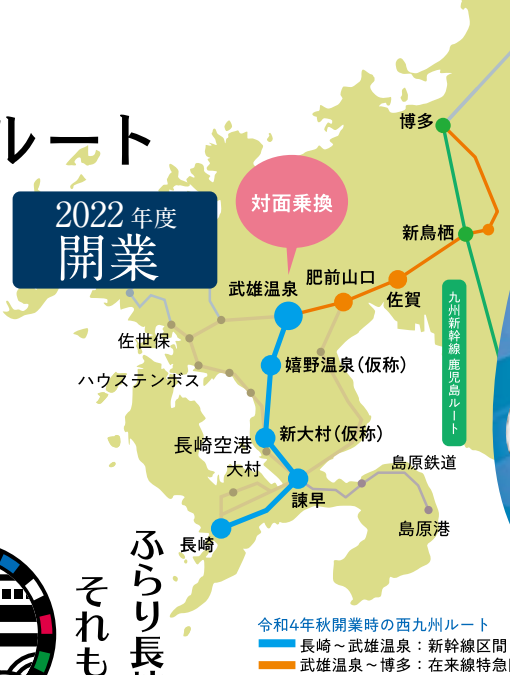 ルート
2022年度
開業
対面乗換
博多
新鳥栖
肥前山口
佐賀
武雄温泉
九州新幹線 鹿児島ルート
佐世保
嬉野温泉(仮称)
ハウステンボス
新大村(仮称)
長崎空港
大村
島原鉄道
諫早
島原港
長崎
ふらり長
それも
令和4年秋開業時の西九州ルート
長崎～武雄温泉：新幹線区間
武雄温泉～博多：在来線特急